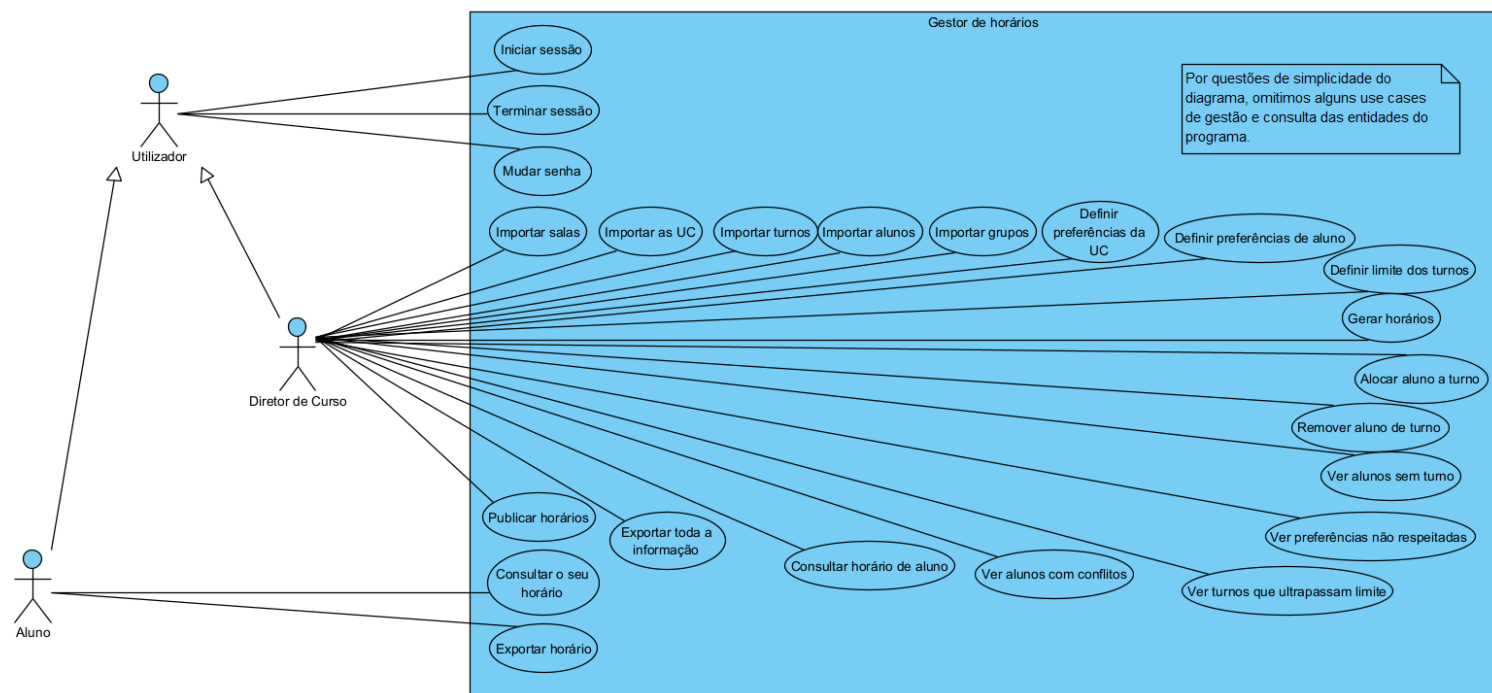 Gestor de horários
Iniciar sessão
Por questões de simplicidade do
diagrama, omitimos alguns use cases
de gestão e consulta das entidades do
programa.
Terminar sessão
Utilizador
Mudar senha
Importar salas
Importar as UC
Importar turnos
Importar alunos
Importar grupos
Definir
preferências da
UC
Definir preferências de aluno
Definir limite dos turnos
Gerar horários
Diretor de Curso
Alocar aluno a turno
Remover aluno de turno
Ver alunos sem turno
Publicar horários
Exportar toda a
informação
Ver preferências não respeitadas
Consultar horário de aluno
Ver alunos com conflitos
Ver turnos que ultrapassam limite
Consultar o seu
horário
Aluno
Exportar horário